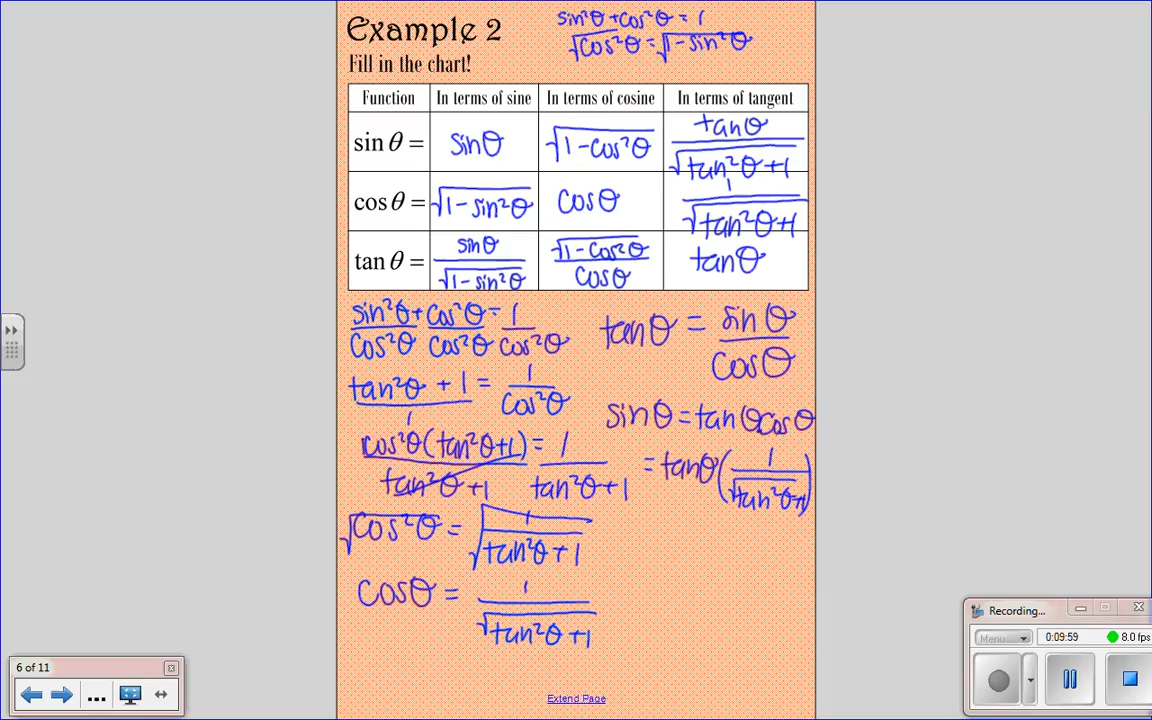 Example 2
sin²θ + cos²θ = 1
√cos²θ = √1 - sin²θ
Fill in the chart!
Function In terms of sine In terms of cosine In terms of tangent
sin θ = sinθ √1 - cos²θ tanθ / √tan²θ + 1
cos θ = √1 - sin²θ cosθ 1 / √tan²θ + 1
tan θ = sinθ / √1 - sin²θ √1 - cos²θ / cosθ tanθ
sin²θ / cos²θ + cos²θ / cos²θ = 1 / cos²θ
tan²θ + 1 / 1 = 1 / cos²θ
cos²θ(tan²θ+1) / tan²θ + 1 = 1 / tan²θ + 1
√cos²θ = √1 / √tan²θ + 1
cosθ = 1 / √tan²θ + 1
tanθ = sinθ / cosθ
sinθ = tanθcosθ
= tanθ(1 / √tan²θ+1)
Extend Page
6 of 11
...
Recording...
Menu
0:09:59 8.0 fps